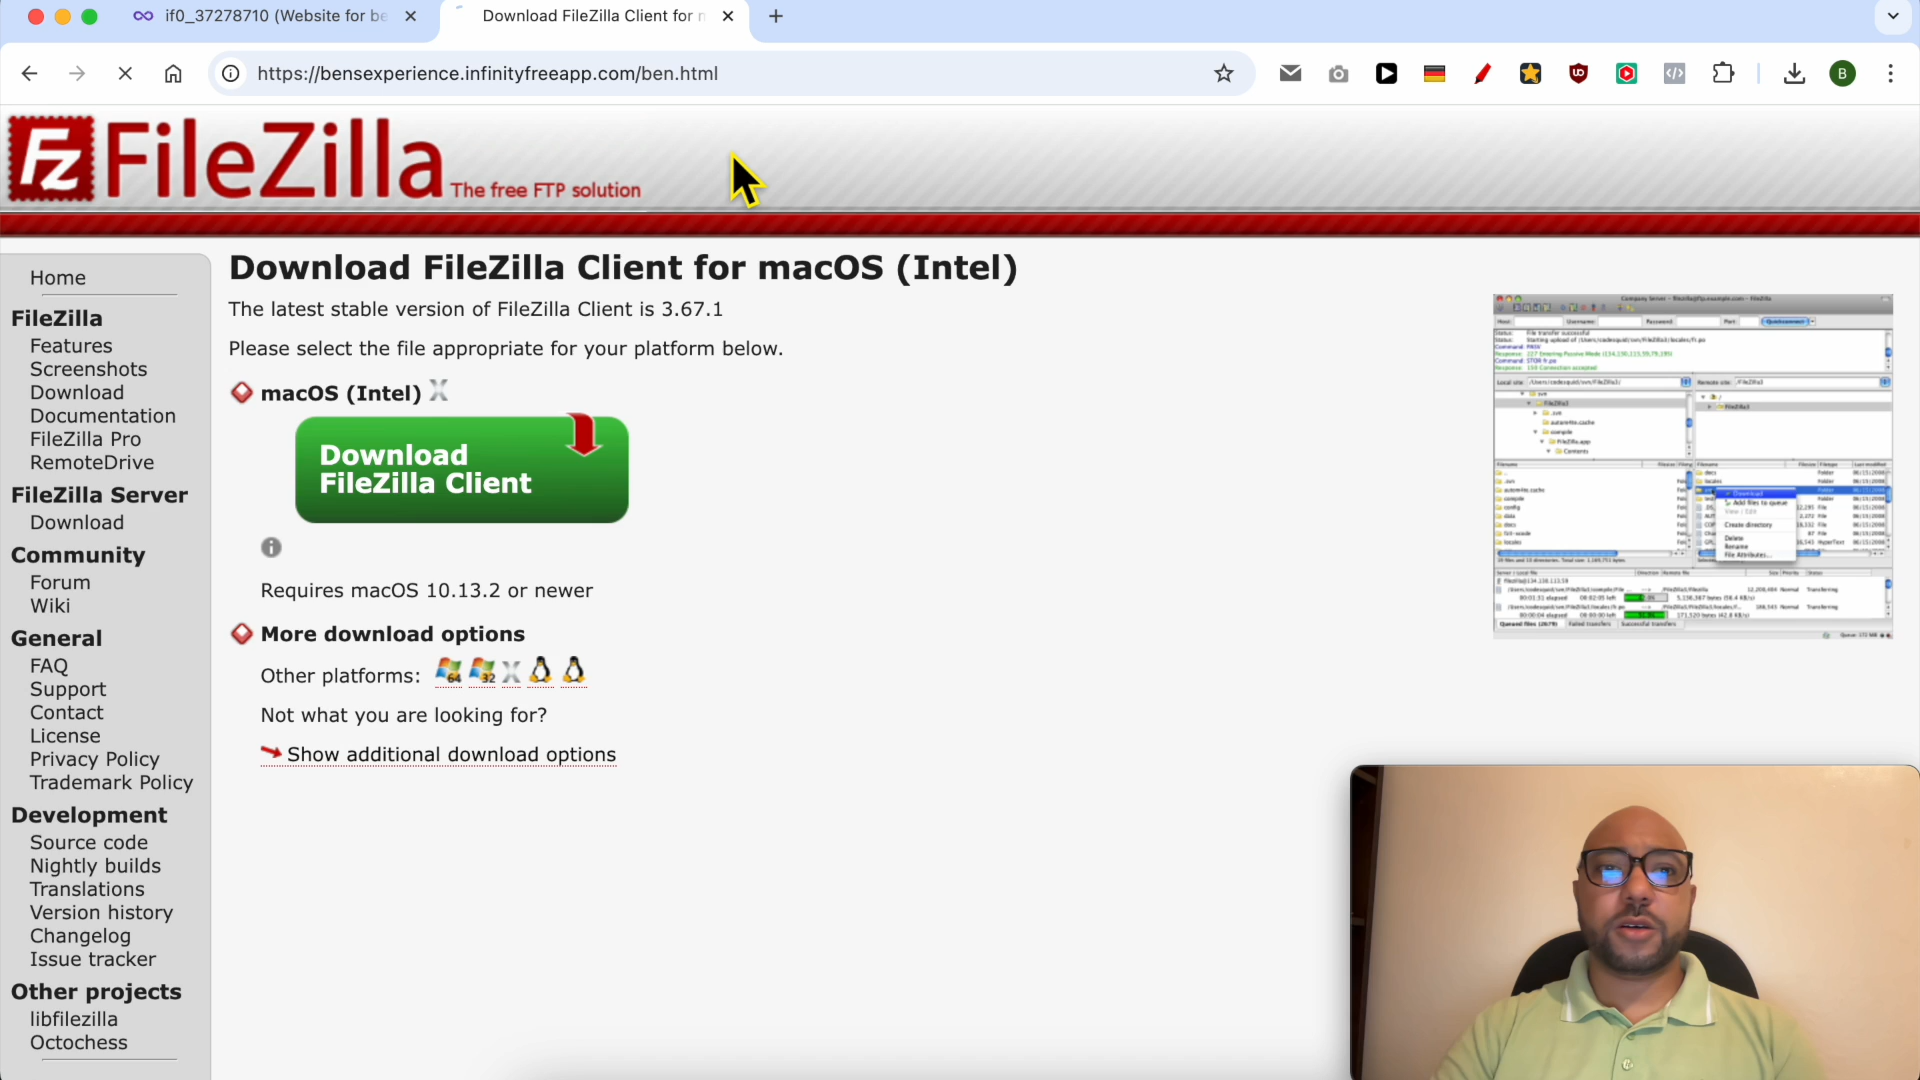 if0_37278710 (Website for be
Download FileZilla Client for m
https://bensexperience.infinityfreeapp.com/ben.html
B
Fz FileZilla The free FTP solution
Home
FileZilla
Features
Screenshots
Download
Documentation
FileZilla Pro
RemoteDrive
FileZilla Server
Download
Community
Forum
Wiki
General
FAQ
Support
Contact
License
Privacy Policy
Trademark Policy
Development
Source code
Nightly builds
Translations
Version history
Changelog
Issue tracker
Other projects
libfilezilla
Octochess
Download FileZilla Client for macOS (Intel)
The latest stable version of FileZilla Client is 3.67.1
Please select the file appropriate for your platform below.
macOS (Intel)
Download
FileZilla Client
Requires macOS 10.13.2 or newer
More download options
Other platforms: 64 32
Not what you are looking for?
Show additional download options